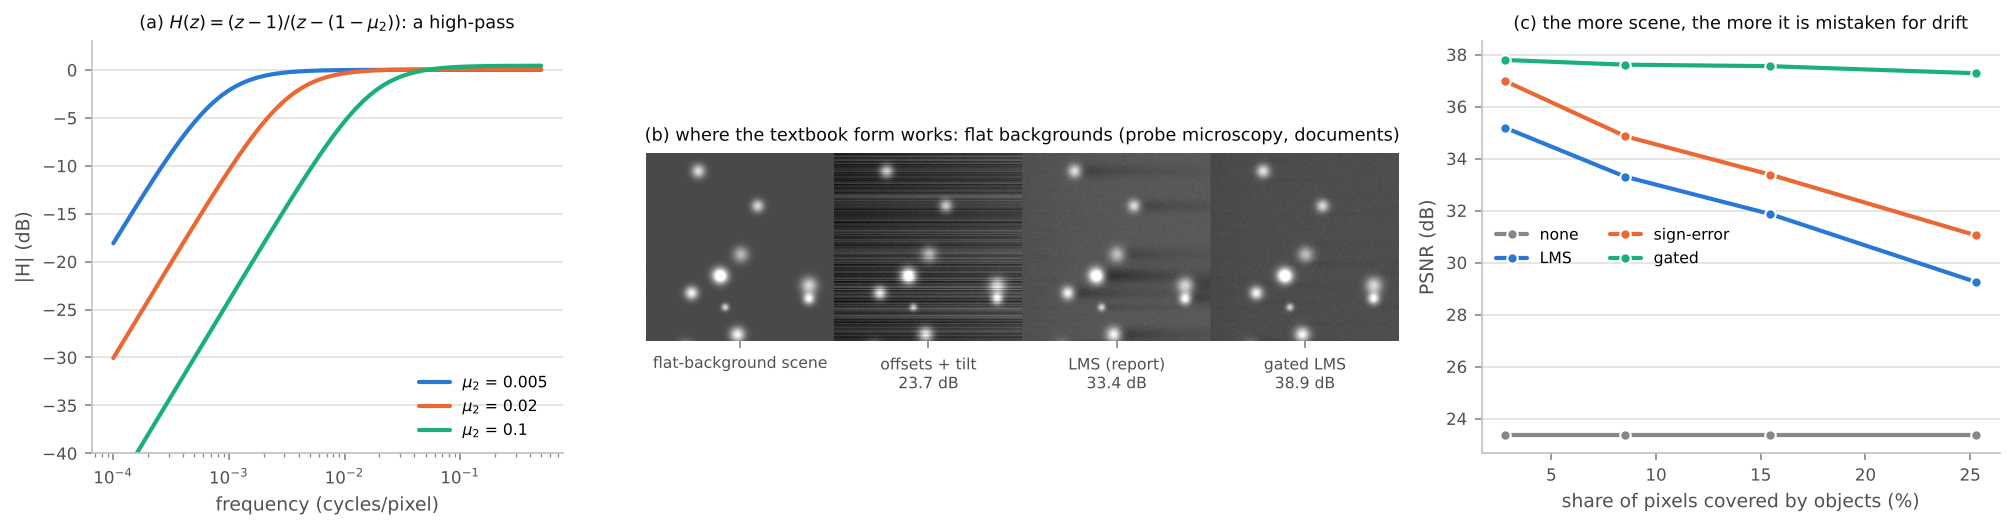 (a) H(z) = (z − 1)/(z − (1 − μ₂)): a high-pass
0
−5
−10
−15
−20
−25
−30
−35
−40
|H| (dB)
μ₂ = 0.005
μ₂ = 0.02
μ₂ = 0.1
10⁻⁴
10⁻³
10⁻²
10⁻¹
frequency (cycles/pixel)
(b) where the textbook form works: flat backgrounds (probe microscopy, documents)
flat-background scene
offsets + tilt
23.7 dB
LMS (report)
33.4 dB
gated LMS
38.9 dB
(c) the more scene, the more it is mistaken for drift
38
36
34
32
30
28
26
24
PSNR (dB)
none
LMS
sign-error
gated
5
10
15
20
25
share of pixels covered by objects (%)